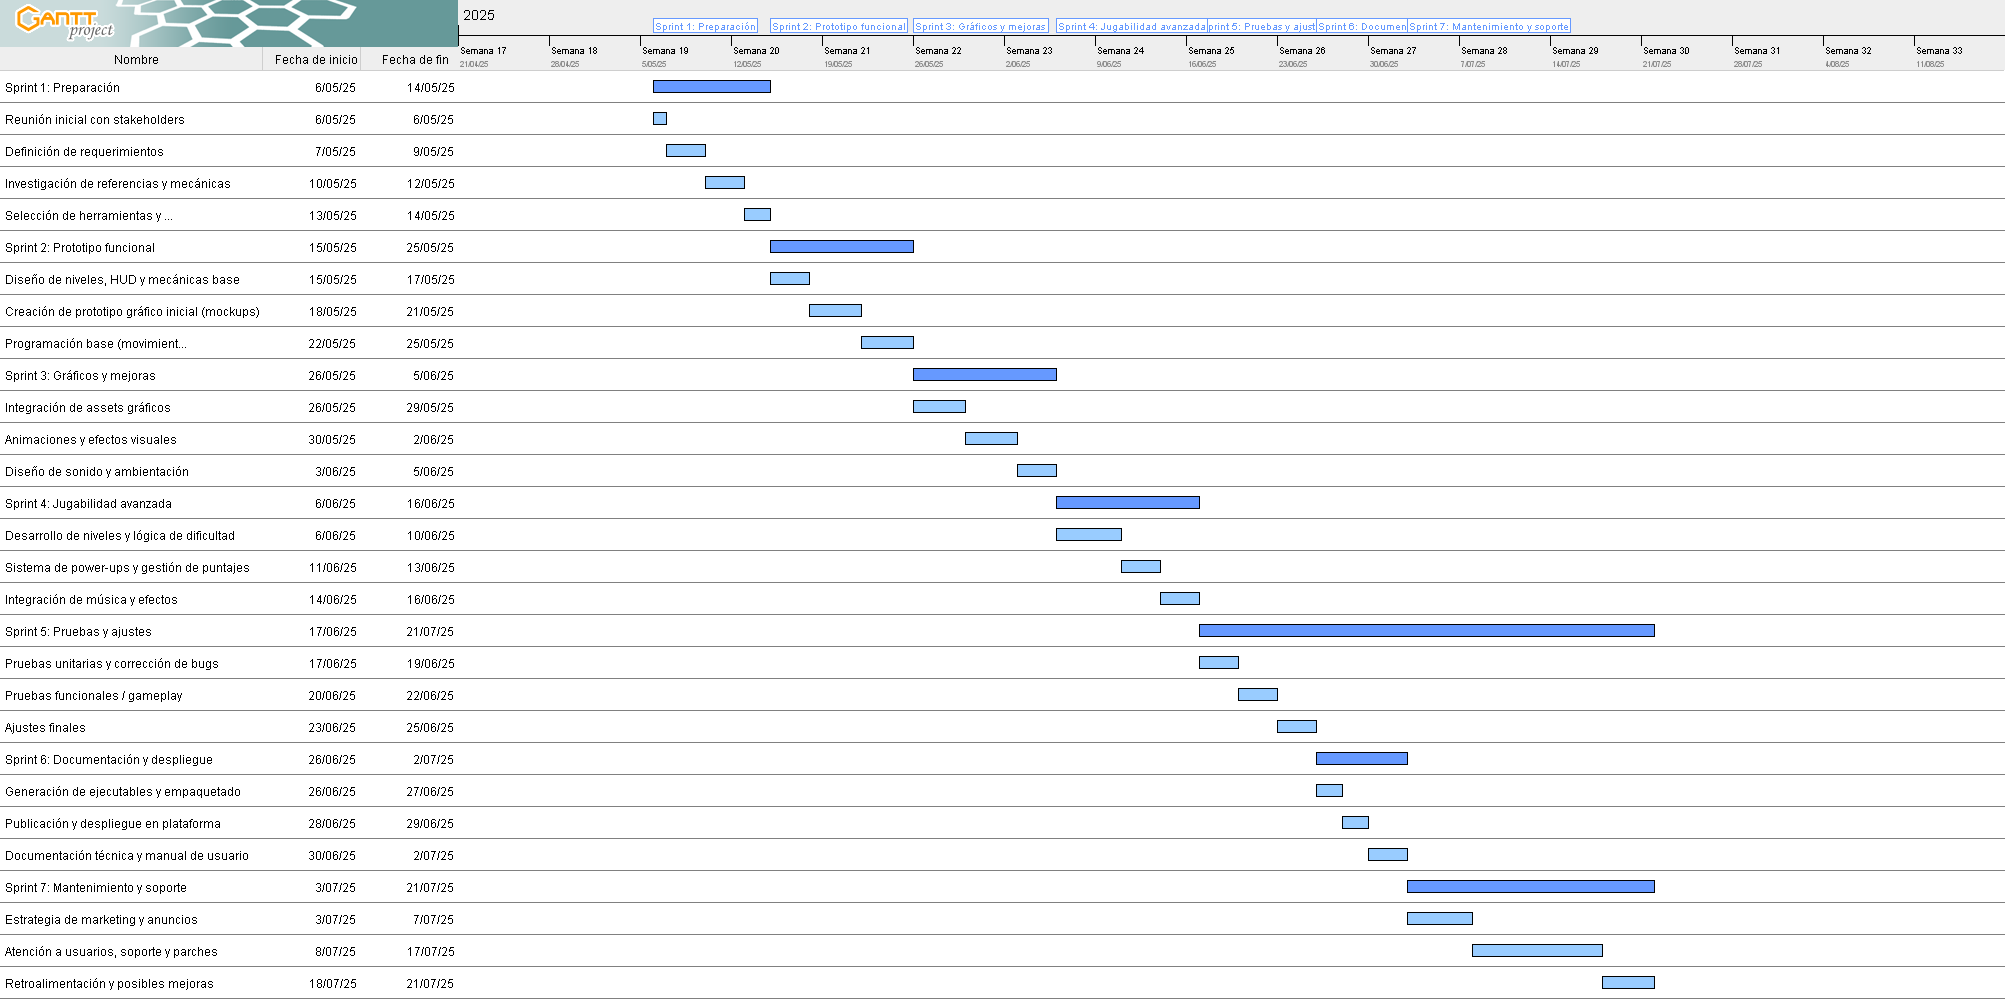 GANTT
project
2025
Sprint 1: Preparación Sprint 2: Prototipo funcional Sprint 3: Gráficos y mejoras Sprint 4: Jugabilidad avanzada print 5: Pruebas y ajust Sprint 6: Documen Sprint 7: Mantenimiento y soporte
Semana 17 Semana 18 Semana 19 Semana 20 Semana 21 Semana 22 Semana 23 Semana 24 Semana 25 Semana 26 Semana 27 Semana 28 Semana 29 Semana 30 Semana 31 Semana 32 Semana 33
21/04/25 28/04/25 5/05/25 12/05/25 19/05/25 26/05/25 2/06/25 9/06/25 16/06/25 23/06/25 30/06/25 7/07/25 14/07/25 21/07/25 28/07/25 4/08/25 11/08/25
Nombre Fecha de inicio Fecha de fin
Sprint 1: Preparación 6/05/25 14/05/25
Reunión inicial con stakeholders 6/05/25 6/05/25
Definición de requerimientos 7/05/25 9/05/25
Investigación de referencias y mecánicas 10/05/25 12/05/25
Selección de herramientas y ... 13/05/25 14/05/25
Sprint 2: Prototipo funcional 15/05/25 25/05/25
Diseño de niveles, HUD y mecánicas base 15/05/25 17/05/25
Creación de prototipo gráfico inicial (mockups) 18/05/25 21/05/25
Programación base (movimient... 22/05/25 25/05/25
Sprint 3: Gráficos y mejoras 26/05/25 5/06/25
Integración de assets gráficos 26/05/25 29/05/25
Animaciones y efectos visuales 30/05/25 2/06/25
Diseño de sonido y ambientación 3/06/25 5/06/25
Sprint 4: Jugabilidad avanzada 6/06/25 16/06/25
Desarrollo de niveles y lógica de dificultad 6/06/25 10/06/25
Sistema de power-ups y gestión de puntajes 11/06/25 13/06/25
Integración de música y efectos 14/06/25 16/06/25
Sprint 5: Pruebas y ajustes 17/06/25 21/07/25
Pruebas unitarias y corrección de bugs 17/06/25 19/06/25
Pruebas funcionales / gameplay 20/06/25 22/06/25
Ajustes finales 23/06/25 25/06/25
Sprint 6: Documentación y despliegue 26/06/25 2/07/25
Generación de ejecutables y empaquetado 26/06/25 27/06/25
Publicación y despliegue en plataforma 28/06/25 29/06/25
Documentación técnica y manual de usuario 30/06/25 2/07/25
Sprint 7: Mantenimiento y soporte 3/07/25 21/07/25
Estrategia de marketing y anuncios 3/07/25 7/07/25
Atención a usuarios, soporte y parches 8/07/25 17/07/25
Retroalimentación y posibles mejoras 18/07/25 21/07/25